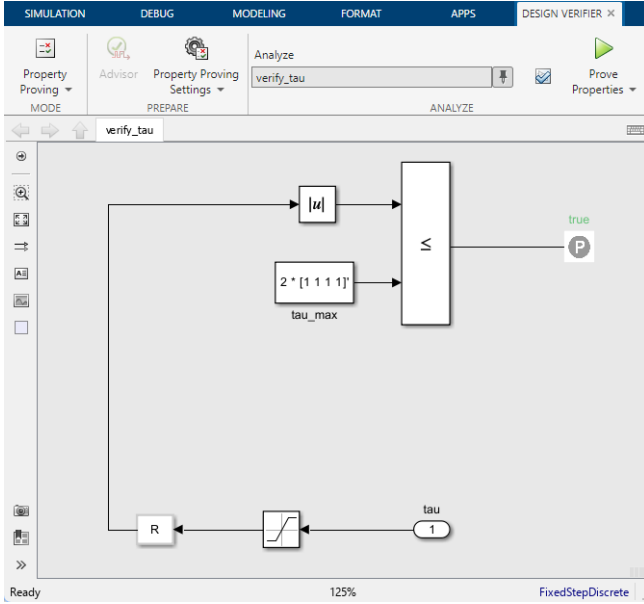 SIMULATION DEBUG MODELING FORMAT APPS DESIGN VERIFIER
Property
Proving
MODE
Advisor
Property Proving
Settings
PREPARE
Analyze
verify_tau
Prove
Properties
ANALYZE
verify_tau
|u|
≤
true
P
2 * [1 1 1 1]'
tau_max
tau
R
1
Ready 125% FixedStepDiscrete